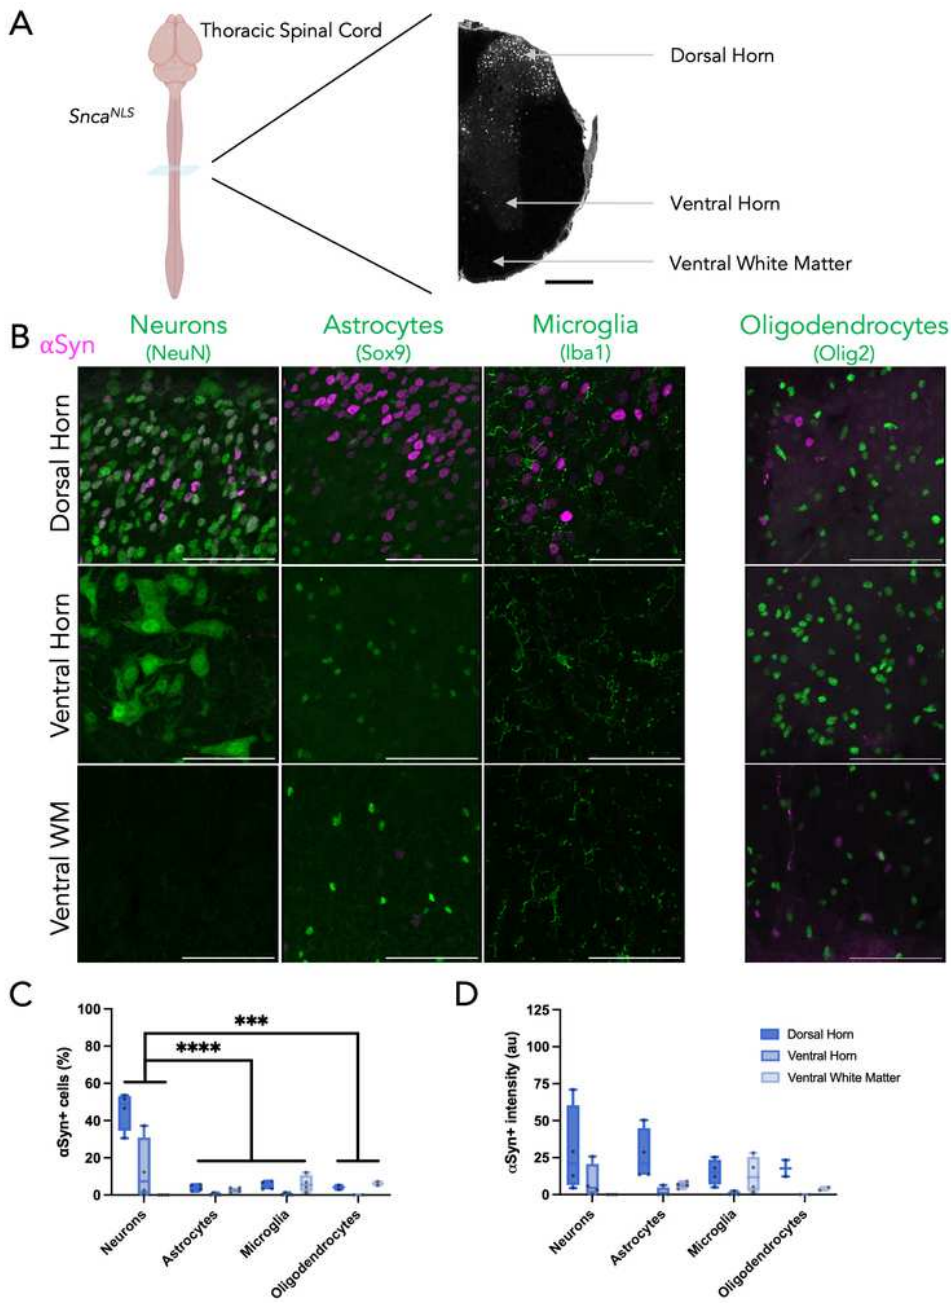 A
Thoracic Spinal Cord
Snca^NLS
Dorsal Horn
Ventral Horn
Ventral White Matter
B
αSyn
Neurons
(NeuN)
Astrocytes
(Sox9)
Microglia
(Iba1)
Oligodendrocytes
(Olig2)
Dorsal Horn
Ventral Horn
Ventral WM
C
αSyn+ cells (%)
100
80
60
40
20
0
***
****
Neurons
Astrocytes
Microglia
Oligodendrocytes
D
αSyn+ intensity (au)
125
100
75
50
25
0
Dorsal Horn
Ventral Horn
Ventral White Matter
Neurons
Astrocytes
Microglia
Oligodendrocytes